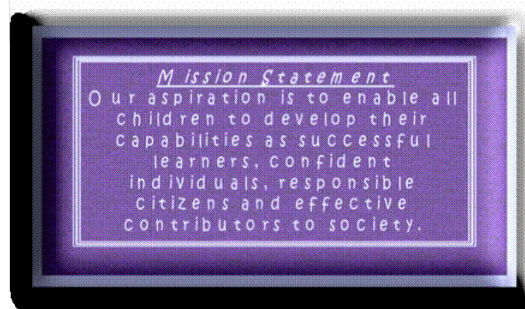 Mission Statement
Our aspiration is to enable all
children to develop their
capabilities as successful
learners, confident
individuals, responsible
citizens and effective
contributors to society.